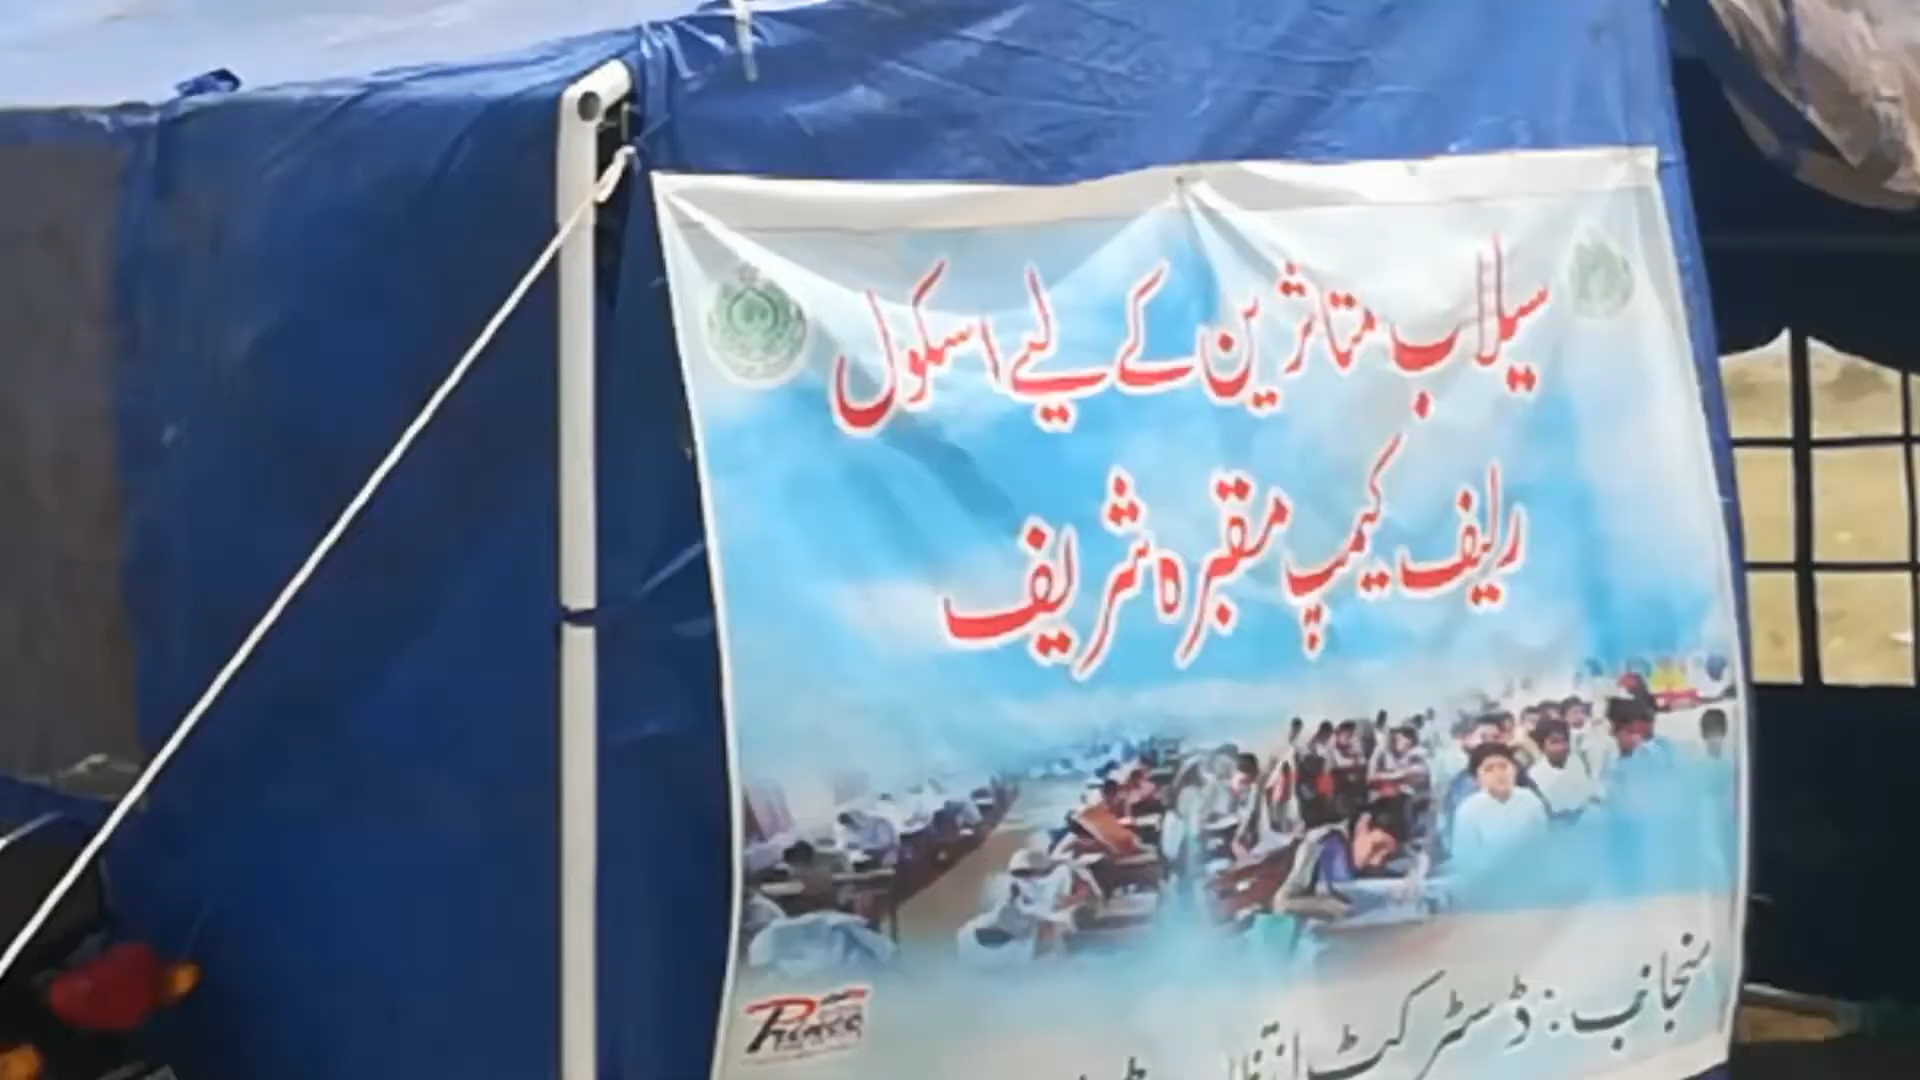 سیلاب متاثرین کے لیے اسکول
ریلیف کیمپ مقبرہ شریف
منجانب: ڈسٹرکٹ